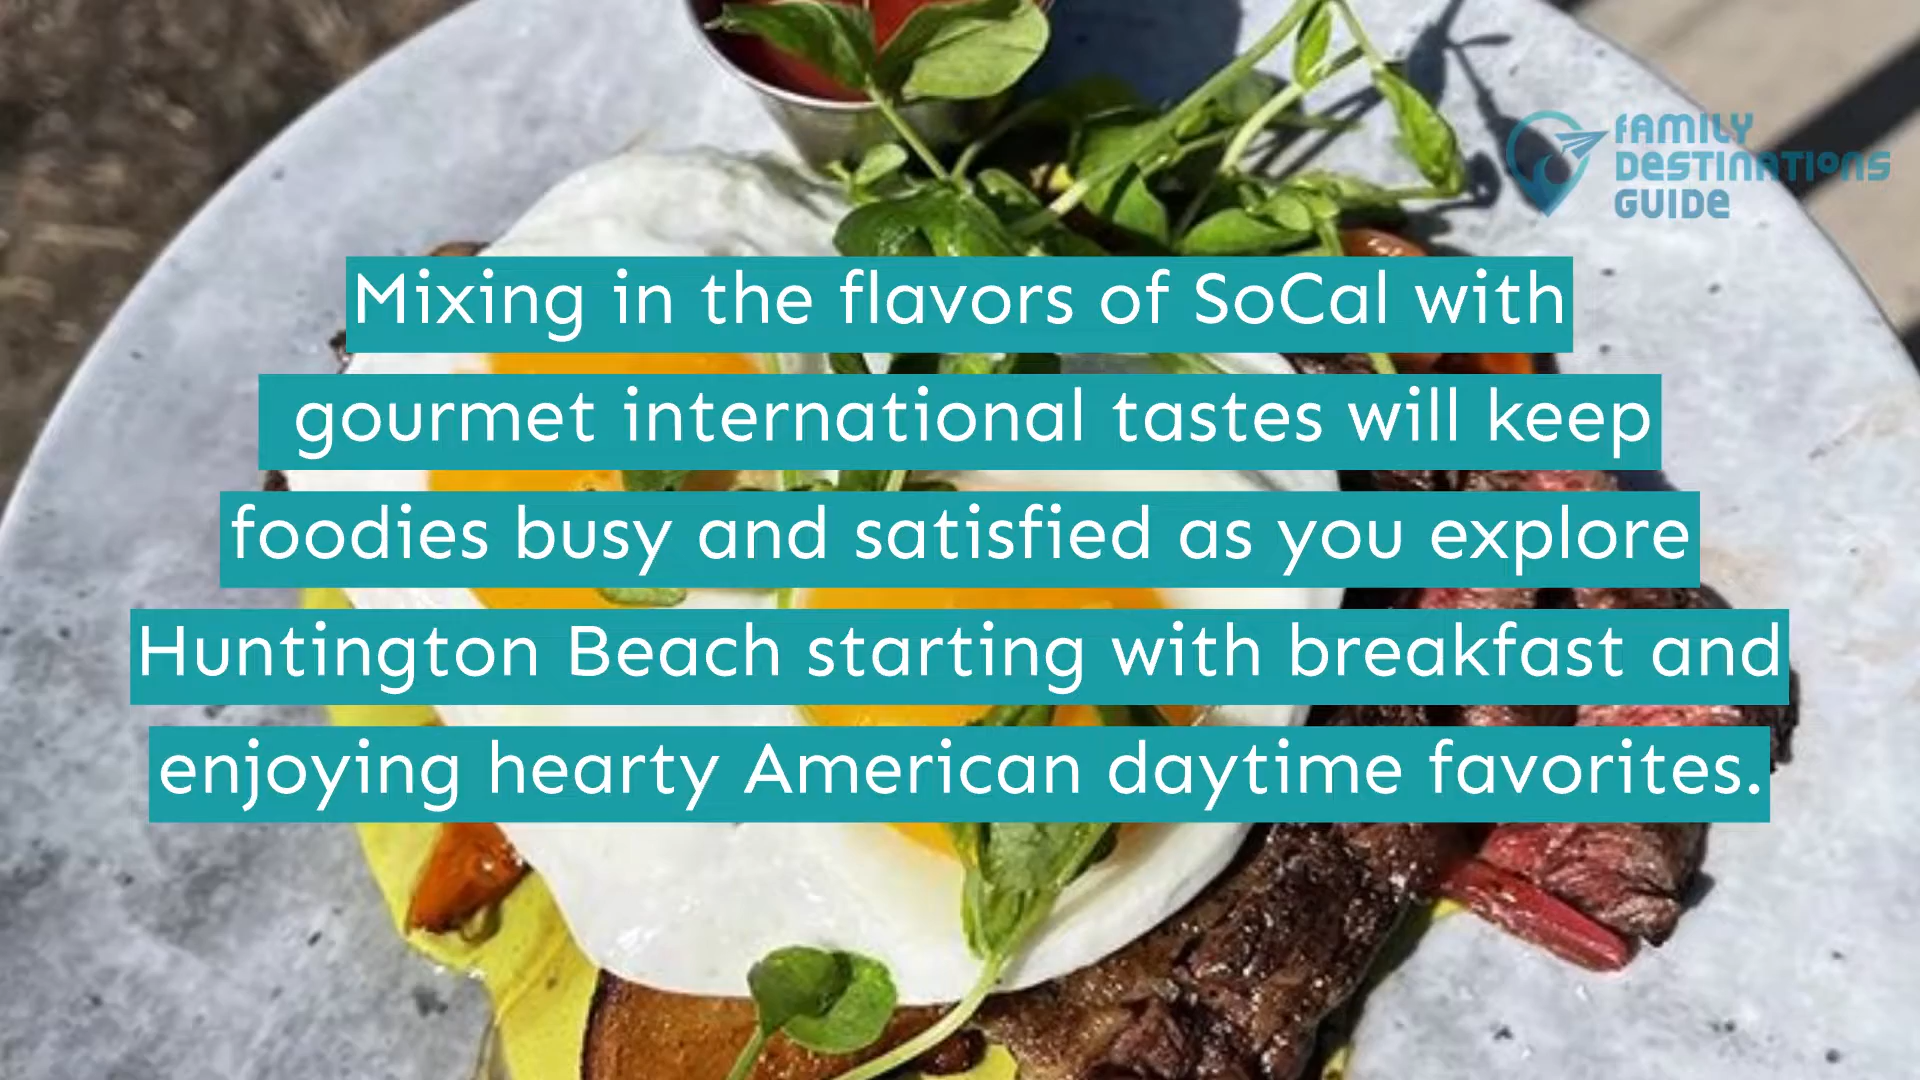 FAMILY
DESTINATIONS
GUIDE
Mixing in the flavors of SoCal with
gourmet international tastes will keep
foodies busy and satisfied as you explore
Huntington Beach starting with breakfast and
enjoying hearty American daytime favorites.